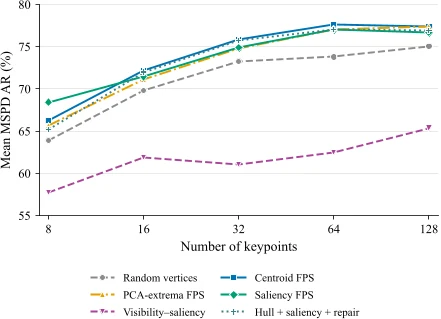 80
75
70
65
60
55
Mean MSPD AR (%)
8 16 32 64 128
Number of keypoints
Random vertices Centroid FPS
PCA-extrema FPS Saliency FPS
Visibility–saliency Hull + saliency + repair